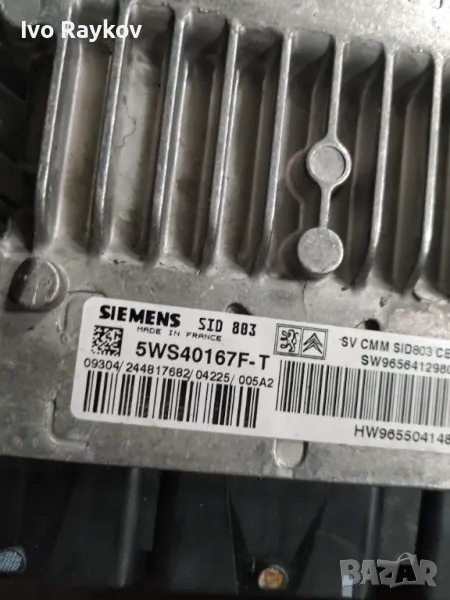 Ivo Raykov
SIEMENS SID 803
MADE IN FRANCE
5WS40167F-T
09304/244817682/04225/005A2
SV CMM SID803 CE
SW9656412980
HW965504148
BAZAR